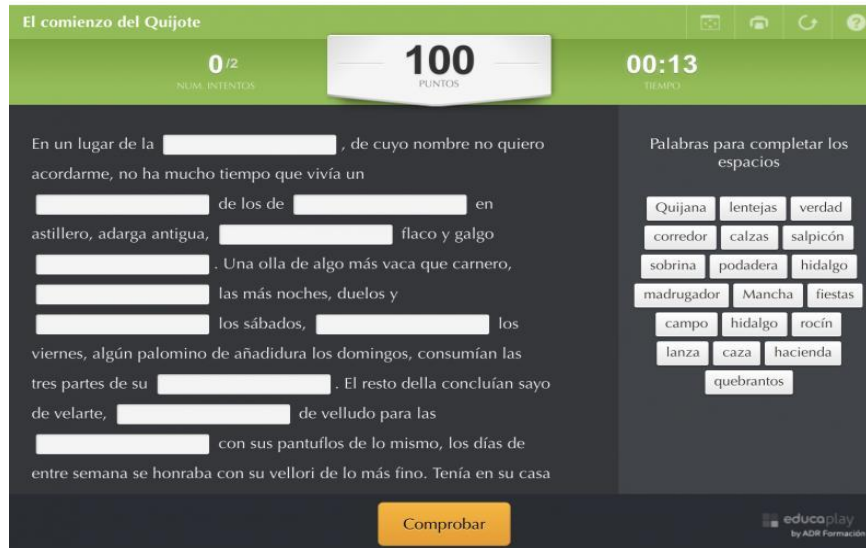 El comienzo del Quijote
0/2
NUM. INTENTOS
100
PUNTOS
00:13
TIEMPO
En un lugar de la , de cuyo nombre no quiero
acordarme, no ha mucho tiempo que vivía un
de los de en
astillero, adarga antigua, flaco y galgo
. Una olla de algo más vaca que carnero,
las más noches, duelos y
los sábados, los
viernes, algún palomino de añadidura los domingos, consumían las
tres partes de su . El resto della concluían sayo
de velarte, de velludo para las
con sus pantuflos de lo mismo, los días de
entre semana se honraba con su vellori de lo más fino. Tenía en su casa
Palabras para completar los
espacios
Quijana lentejas verdad
corredor calzas salpicón
sobrina podadera hidalgo
madrugador Mancha fiestas
campo hidalgo rocín
lanza caza hacienda
quebrantos
Comprobar
educaplay
by ADR Formación